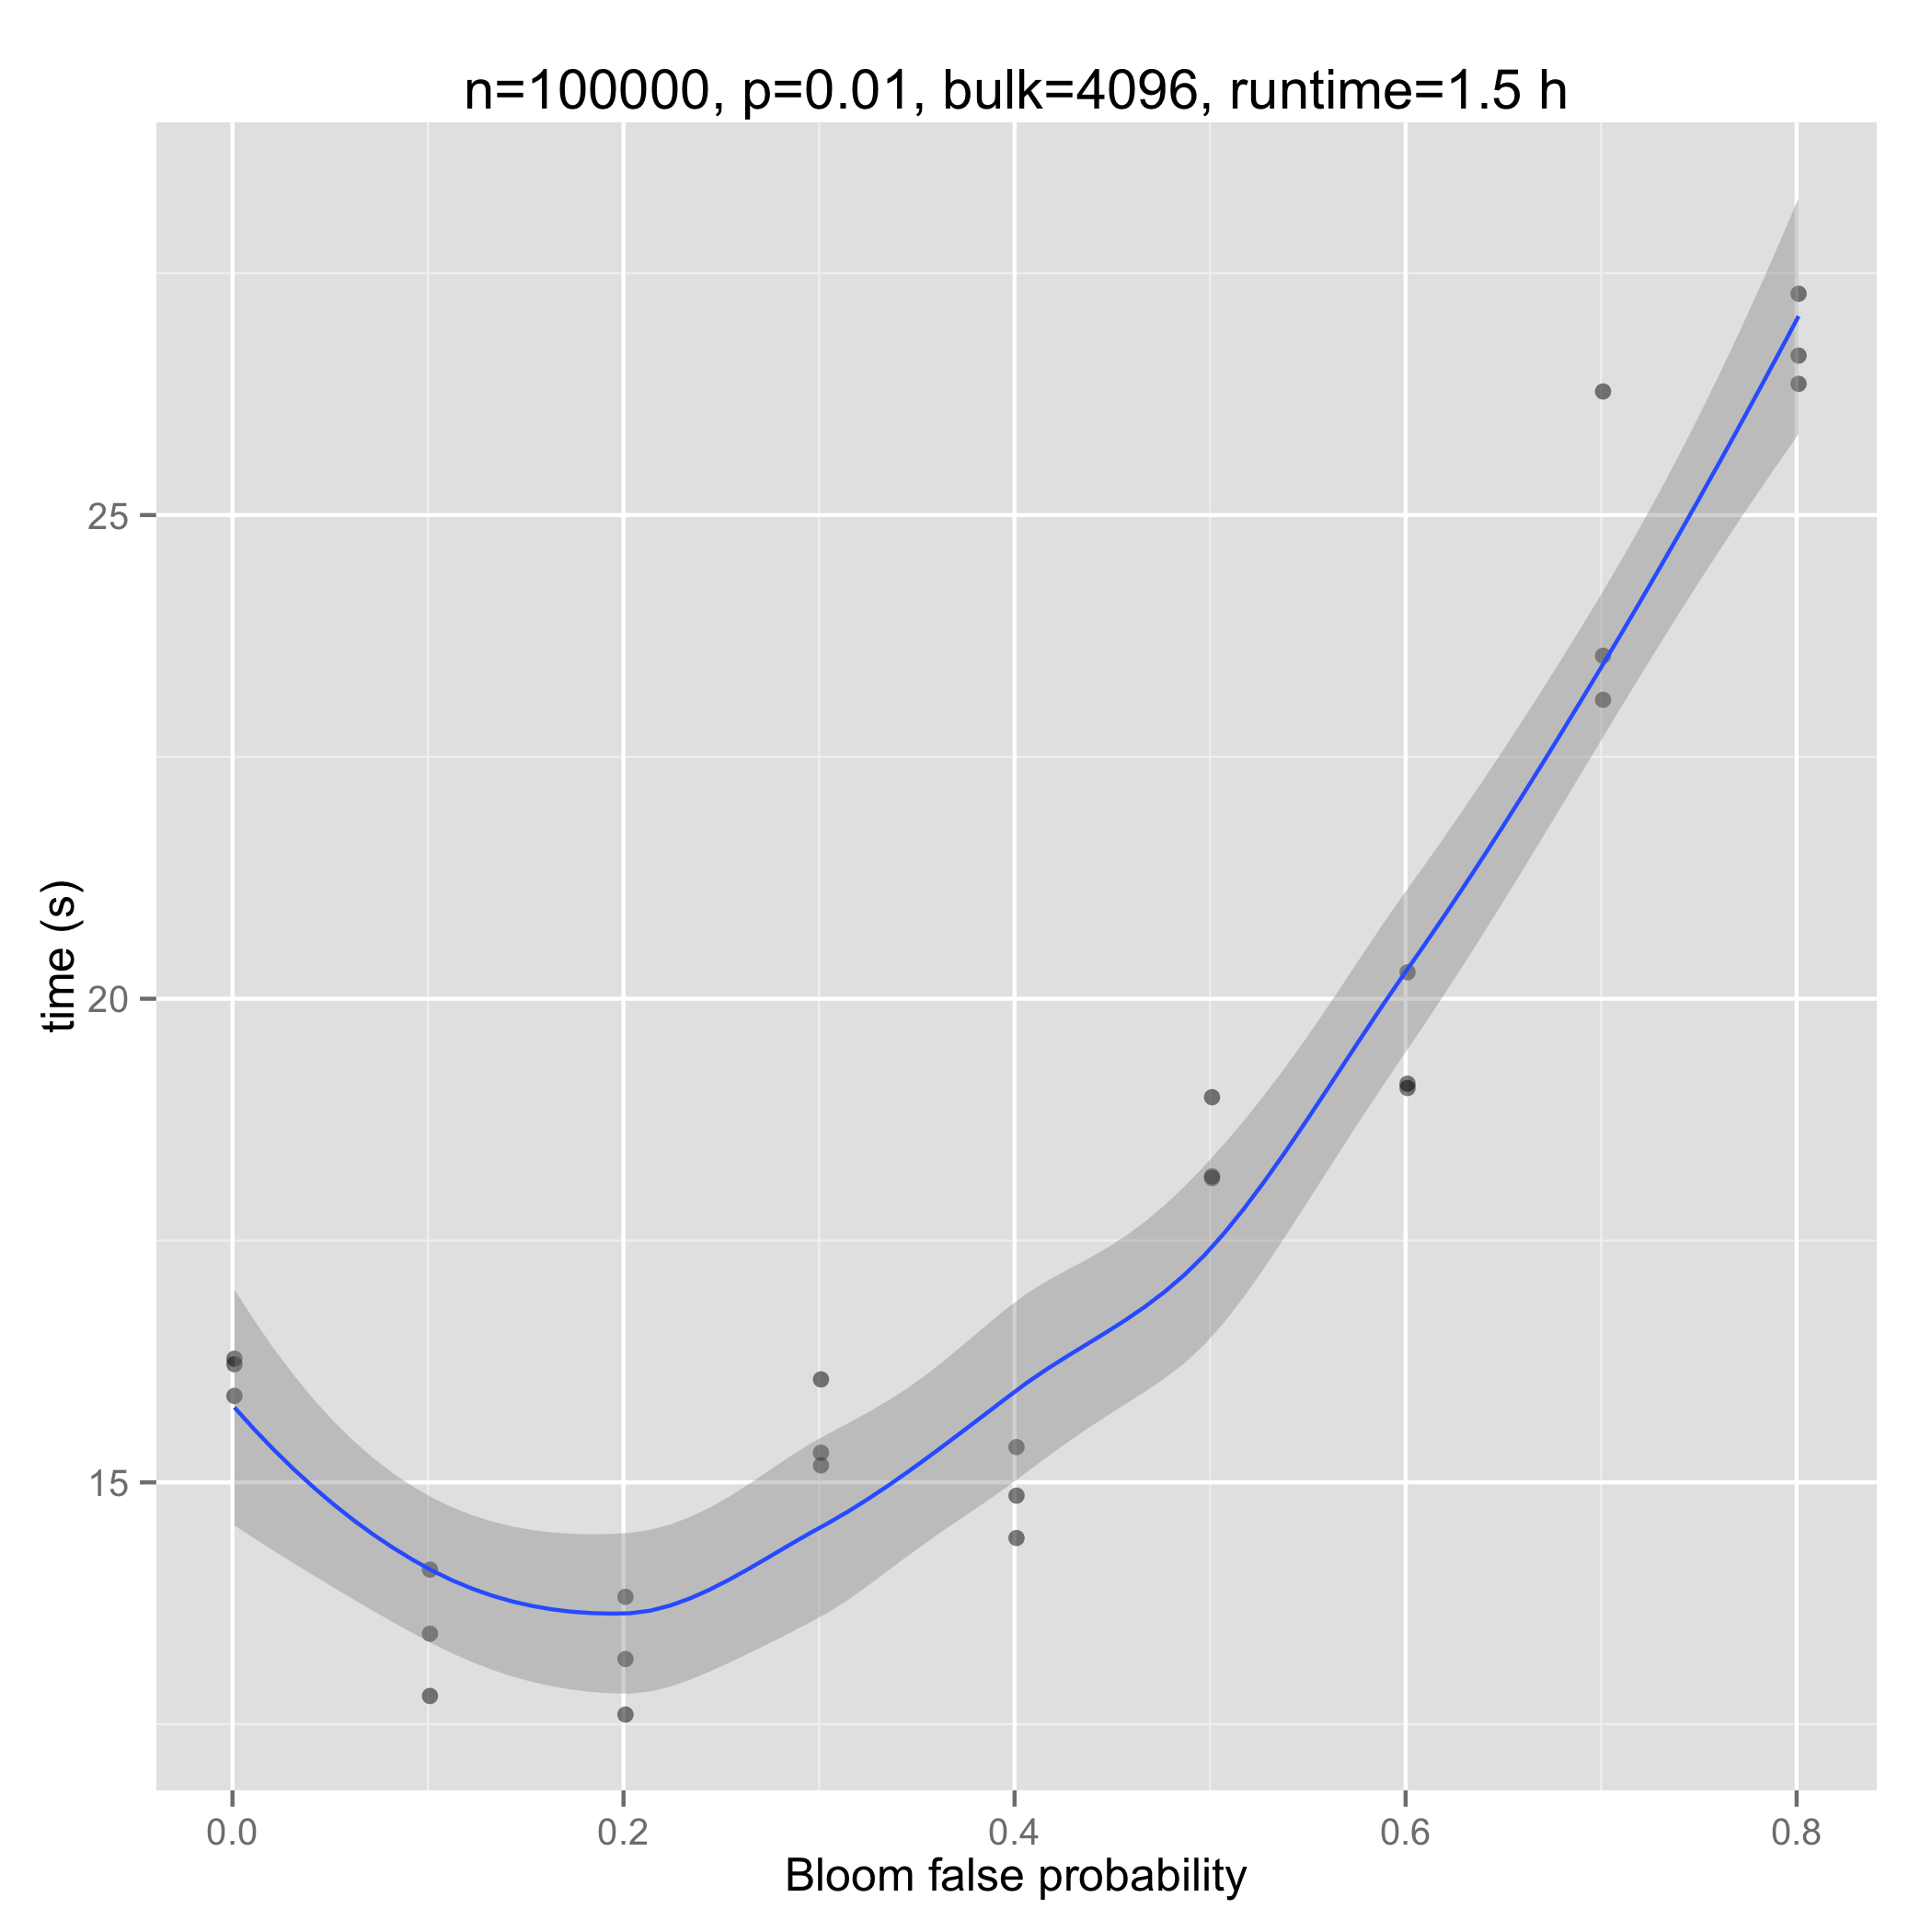 n=100000, p=0.01, bulk=4096, runtime=1.5 h
25
20
15
time (s)
0.0 0.2 0.4 0.6 0.8
Bloom false probability